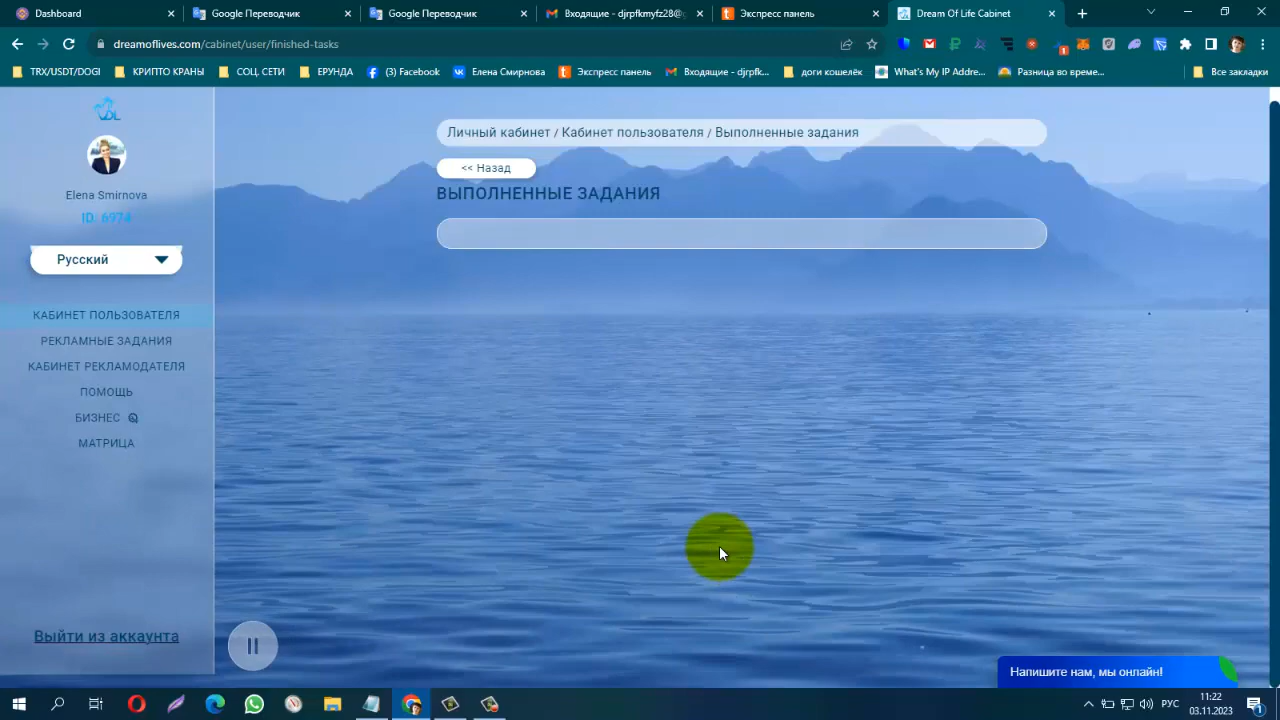 Dashboard
Google Переводчик
Google Переводчик
Входящие - djrpfkmyfz28@g
Экспресс панель
Dream Of Life Cabinet
dreamoflives.com/cabinet/user/finished-tasks
TRX/USDT/DOGI
КРИПТО КРАНЫ
СОЦ. СЕТИ
ЕРУНДА
(3) Facebook
Елена Смирнова
Экспресс панель
Входящие - djrpfk...
доги кошелёк
What's My IP Addre...
Разница во време...
Все закладки
DL
Elena Smirnova
ID: 6974
Русский
КАБИНЕТ ПОЛЬЗОВАТЕЛЯ
РЕКЛАМНЫЕ ЗАДАНИЯ
КАБИНЕТ РЕКЛАМОДАТЕЛЯ
ПОМОЩЬ
БИЗНЕС
МАТРИЦА
Выйти из аккаунта
Личный кабинет / Кабинет пользователя / Выполненные задания
<< Назад
ВЫПОЛНЕННЫЕ ЗАДАНИЯ
Напишите нам, мы онлайн!
РУС
11:22
03.11.2023
1